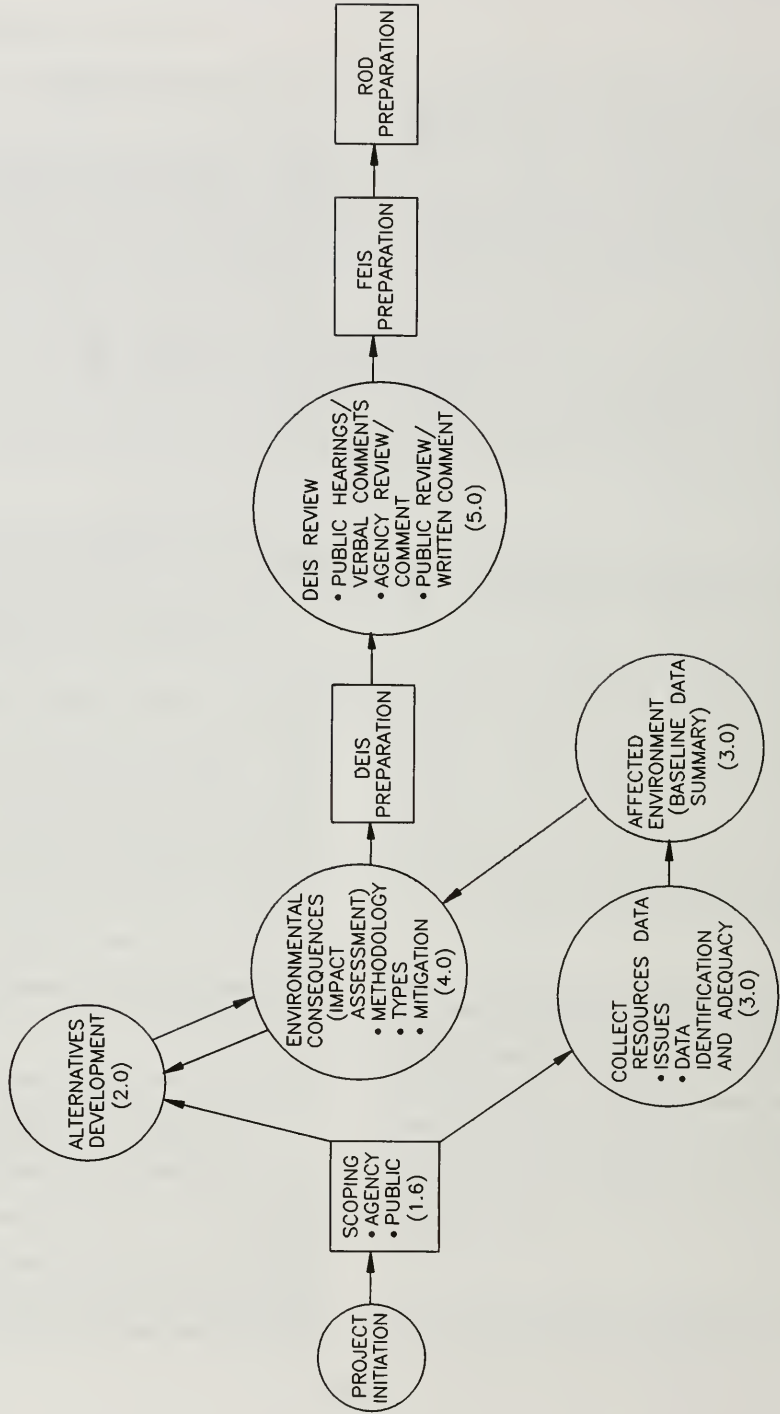 PROJECT
INITIATION
SCOPING
• AGENCY
• PUBLIC
(1.6)
ALTERNATIVES
DEVELOPMENT
(2.0)
ENVIRONMENTAL
CONSEQUENCES
(IMPACT
ASSESSMENT)
• METHODOLOGY
• TYPES
• MITIGATION
(4.0)
COLLECT
RESOURCES DATA
• ISSUES
• DATA
IDENTIFICATION
AND ADEQUACY
(3.0)
AFFECTED
ENVIRONMENT
(BASELINE DATA
SUMMARY)
(3.0)
DEIS
PREPARATION
DEIS REVIEW
• PUBLIC HEARINGS/
VERBAL COMMENTS
• AGENCY REVIEW/
COMMENT
• PUBLIC REVIEW/
WRITTEN COMMENT
(5.0)
FEIS
PREPARATION
ROD
PREPARATION